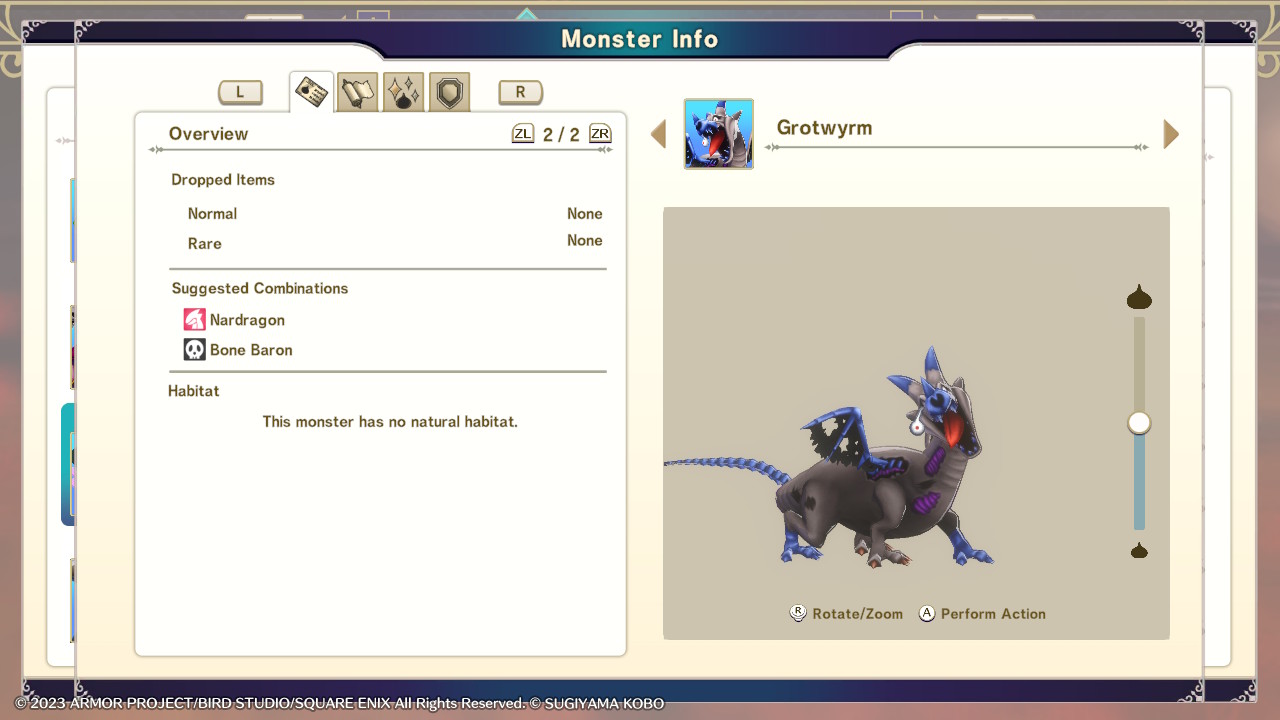 Monster Info
L
R
Overview
ZL 2 / 2 ZR
Dropped Items
Normal None
Rare None
Suggested Combinations
Nardragon
Bone Baron
Habitat
This monster has no natural habitat.
Grotwyrm
R Rotate/Zoom A Perform Action
© 2023 ARMOR PROJECT/BIRD STUDIO/SQUARE ENIX All Rights Reserved. © SUGIYAMA KOBO